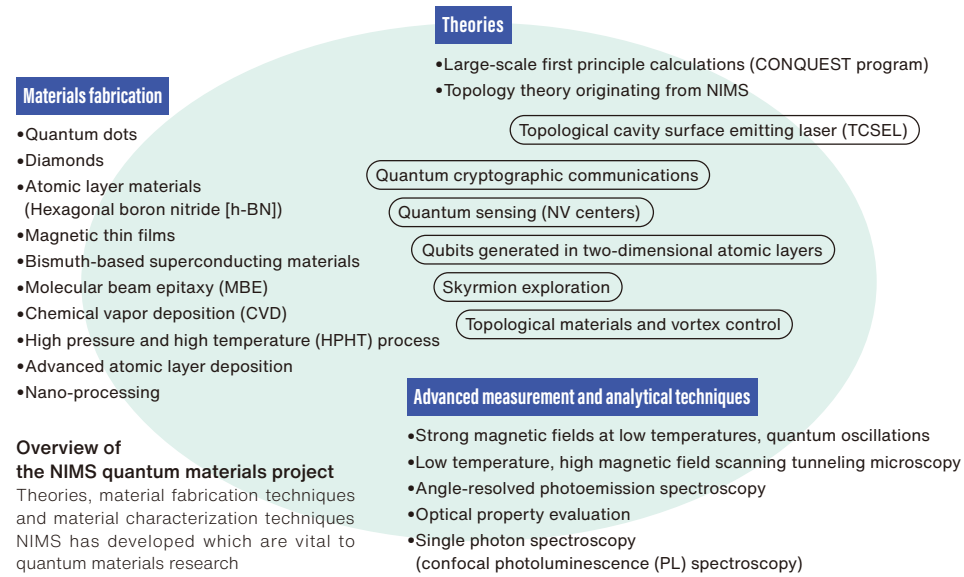 Theories
•Large-scale first principle calculations (CONQUEST program)
•Topology theory originating from NIMS
Materials fabrication
•Quantum dots
•Diamonds
•Atomic layer materials
(Hexagonal boron nitride [h-BN])
•Magnetic thin films
•Bismuth-based superconducting materials
•Molecular beam epitaxy (MBE)
•Chemical vapor deposition (CVD)
•High pressure and high temperature (HPHT) process
•Advanced atomic layer deposition
•Nano-processing
Topological cavity surface emitting laser (TCSEL)
Quantum cryptographic communications
Quantum sensing (NV centers)
Qubits generated in two-dimensional atomic layers
Skyrmion exploration
Topological materials and vortex control
Advanced measurement and analytical techniques
•Strong magnetic fields at low temperatures, quantum oscillations
•Low temperature, high magnetic field scanning tunneling microscopy
•Angle-resolved photoemission spectroscopy
•Optical property evaluation
•Single photon spectroscopy
(confocal photoluminescence (PL) spectroscopy)
Overview of
the NIMS quantum materials project
Theories, material fabrication techniques
and material characterization techniques
NIMS has developed which are vital to
quantum materials research